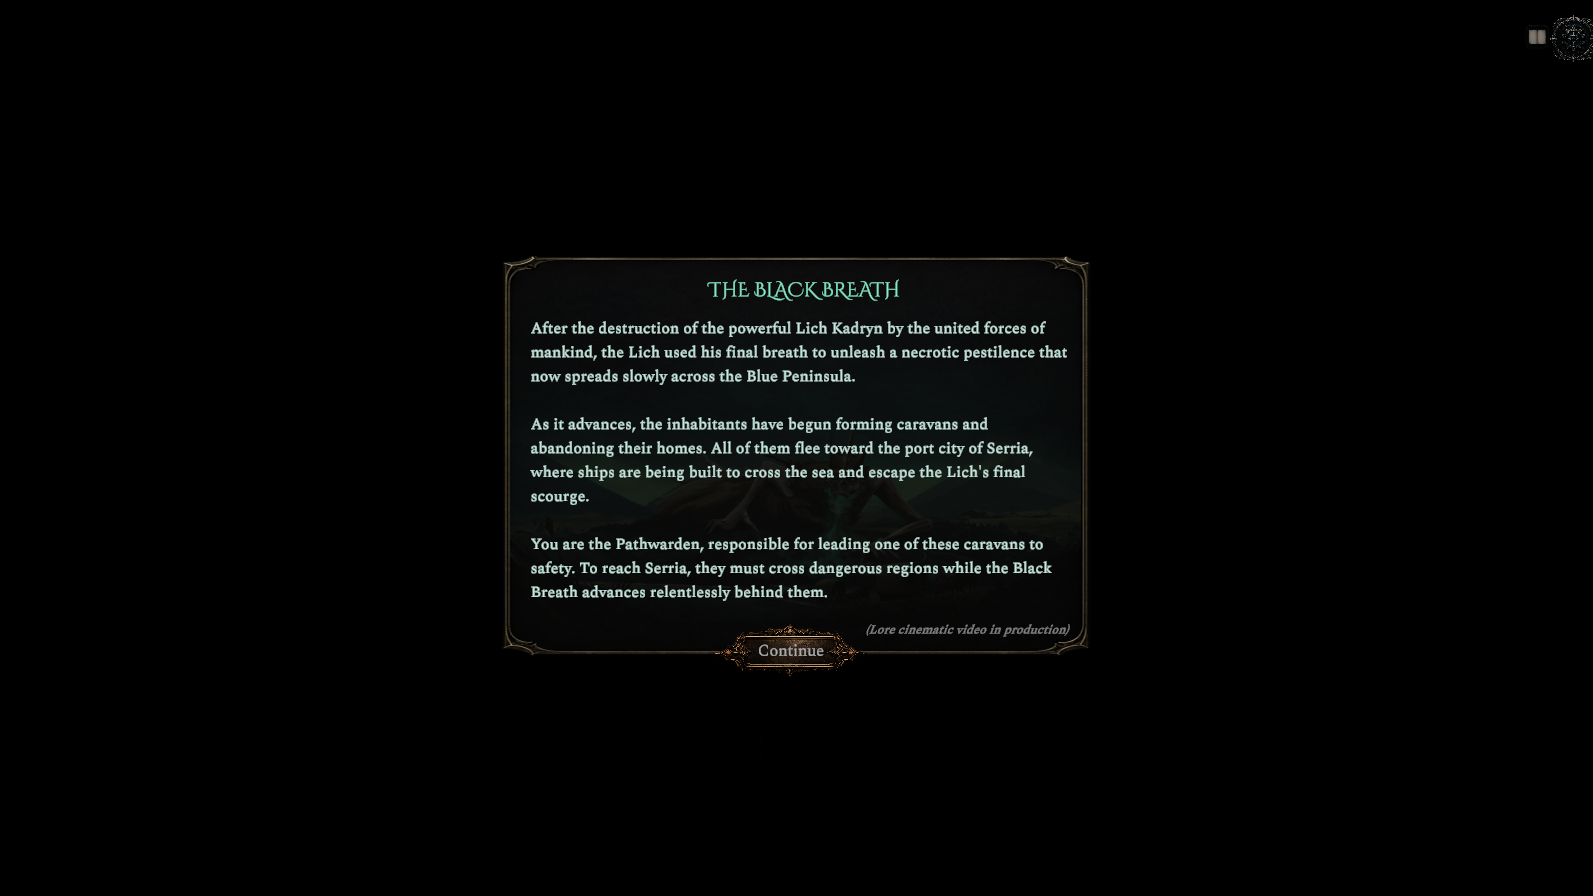 THE BLACK BREATH
After the destruction of the powerful Lich Kadryn by the united forces of
mankind, the Lich used his final breath to unleash a necrotic pestilence that
now spreads slowly across the Blue Peninsula.
As it advances, the inhabitants have begun forming caravans and
abandoning their homes. All of them flee toward the port city of Serria,
where ships are being built to cross the sea and escape the Lich's final
scourge.
You are the Pathwarden, responsible for leading one of these caravans to
safety. To reach Serria, they must cross dangerous regions while the Black
Breath advances relentlessly behind them.
(Lore cinematic video in production)
Continue